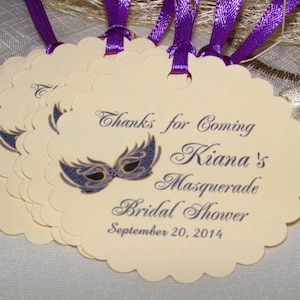 Thanks for Coming
Kiana's
Masquerade
Bridal Shower
September 20, 2014